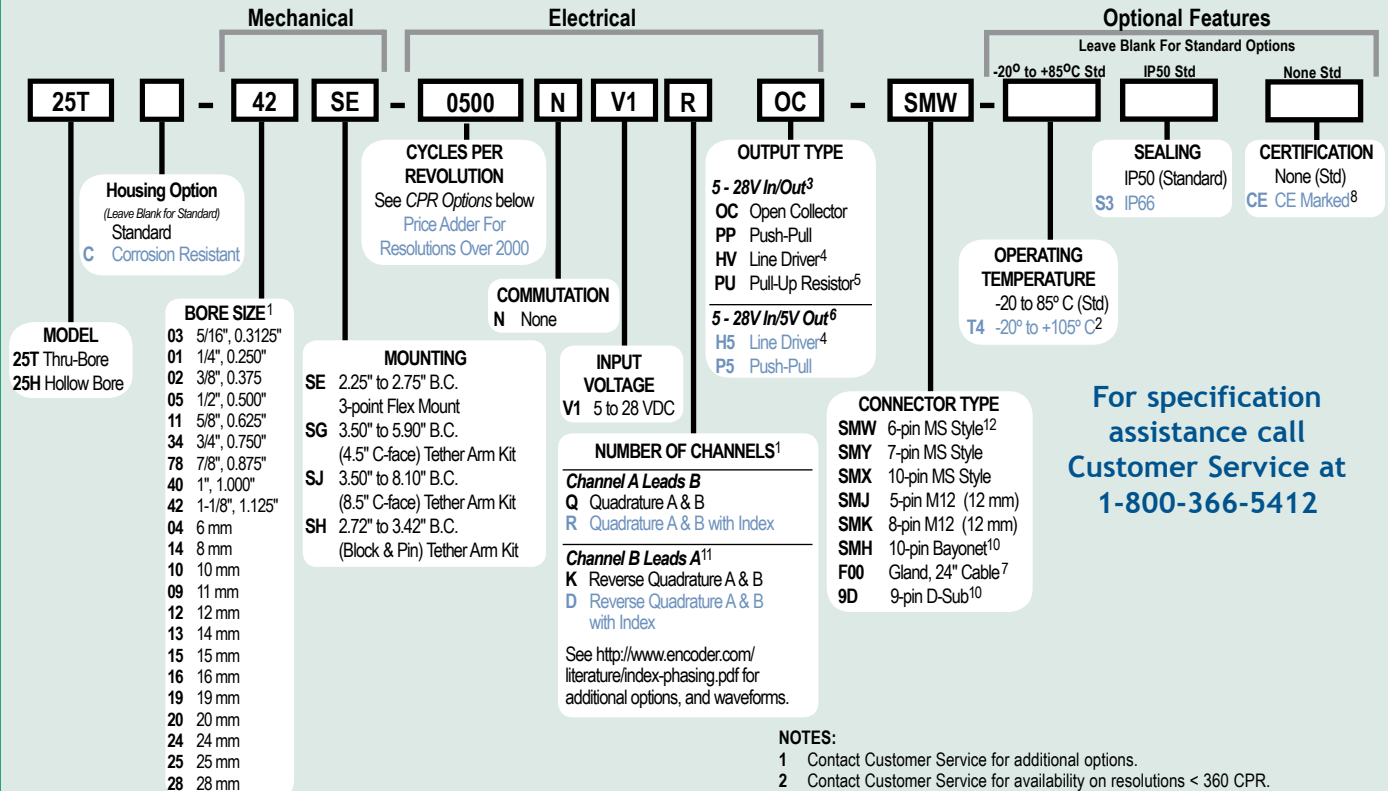 Mechanical
Electrical
Optional Features
Leave Blank For Standard Options
-20⁰ to +85⁰C Std
IP50 Std
None Std
25T - 42 SE - 0500 N V1 R OC - SMW -
MODEL
25T Thru-Bore
25H Hollow Bore
Housing Option
(Leave Blank for Standard)
Standard
C Corrosion Resistant
BORE SIZE¹
03 5/16", 0.3125"
01 1/4", 0.250"
02 3/8", 0.375
05 1/2", 0.500"
11 5/8", 0.625"
34 3/4", 0.750"
78 7/8", 0.875"
40 1", 1.000"
42 1-1/8", 1.125"
04 6 mm
14 8 mm
10 10 mm
09 11 mm
12 12 mm
13 14 mm
15 15 mm
16 16 mm
19 19 mm
20 20 mm
24 24 mm
25 25 mm
28 28 mm
MOUNTING
SE 2.25" to 2.75" B.C.
3-point Flex Mount
SG 3.50" to 5.90" B.C.
(4.5" C-face) Tether Arm Kit
SJ 3.50" to 8.10" B.C.
(8.5" C-face) Tether Arm Kit
SH 2.72" to 3.42" B.C.
(Block & Pin) Tether Arm Kit
CYCLES PER
REVOLUTION
See CPR Options below
Price Adder For
Resolutions Over 2000
COMMUTATION
N None
INPUT
VOLTAGE
V1 5 to 28 VDC
NUMBER OF CHANNELS¹
Channel A Leads B
Q Quadrature A & B
R Quadrature A & B with Index
Channel B Leads A¹¹
K Reverse Quadrature A & B
D Reverse Quadrature A & B
with Index
See http://www.encoder.com/
literature/index-phasing.pdf for
additional options, and waveforms.
OUTPUT TYPE
5 - 28V In/Out³
OC Open Collector
PP Push-Pull
HV Line Driver⁴
PU Pull-Up Resistor⁵
5 - 28V In/5V Out⁶
H5 Line Driver⁴
P5 Push-Pull
CONNECTOR TYPE
SMW 6-pin MS Style¹²
SMY 7-pin MS Style
SMX 10-pin MS Style
SMJ 5-pin M12 (12 mm)
SMK 8-pin M12 (12 mm)
SMH 10-pin Bayonet¹⁰
F00 Gland, 24" Cable⁷
9D 9-pin D-Sub¹⁰
OPERATING
TEMPERATURE
-20 to 85º C (Std)
T4 -20º to +105º C²
SEALING
IP50 (Standard)
S3 IP66
CERTIFICATION
None (Std)
CE CE Marked⁸
For specification
assistance call
Customer Service at
1-800-366-5412
NOTES:
1 Contact Customer Service for additional options.
2 Contact Customer Service for availability on resolutions < 360 CPR.